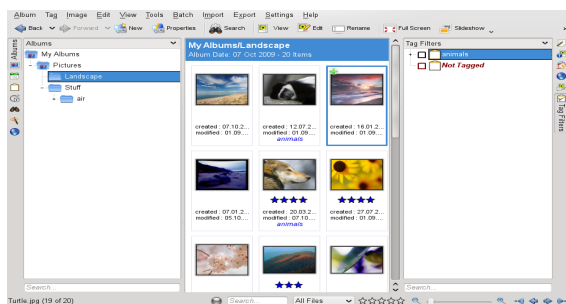 Album Tag Image Edit View Tools Batch Import Export Settings Help
Back Forward New Properties Search View Edit Rename Full Screen Slideshow
Albums
Albums
My Albums
Pictures
Landscape
Stuff
air
Search...
My Albums/Landscape
Album Date: 07 Oct 2009 - 20 Items
created : 07.10.2...
modified : 01.09....
created : 12.07.2...
modified : 01.09....
animals
created : 16.01.2...
modified : 01.09....
created : 07.01.2...
modified : 05.10....
created : 20.03.2...
modified : 01.09....
animals
created : 27.07.2...
modified : 01.09....
Tag Filters
animals
Not Tagged
Search...
Tag Filters
Turtle.jpg (19 of 20)
Search...
All Files